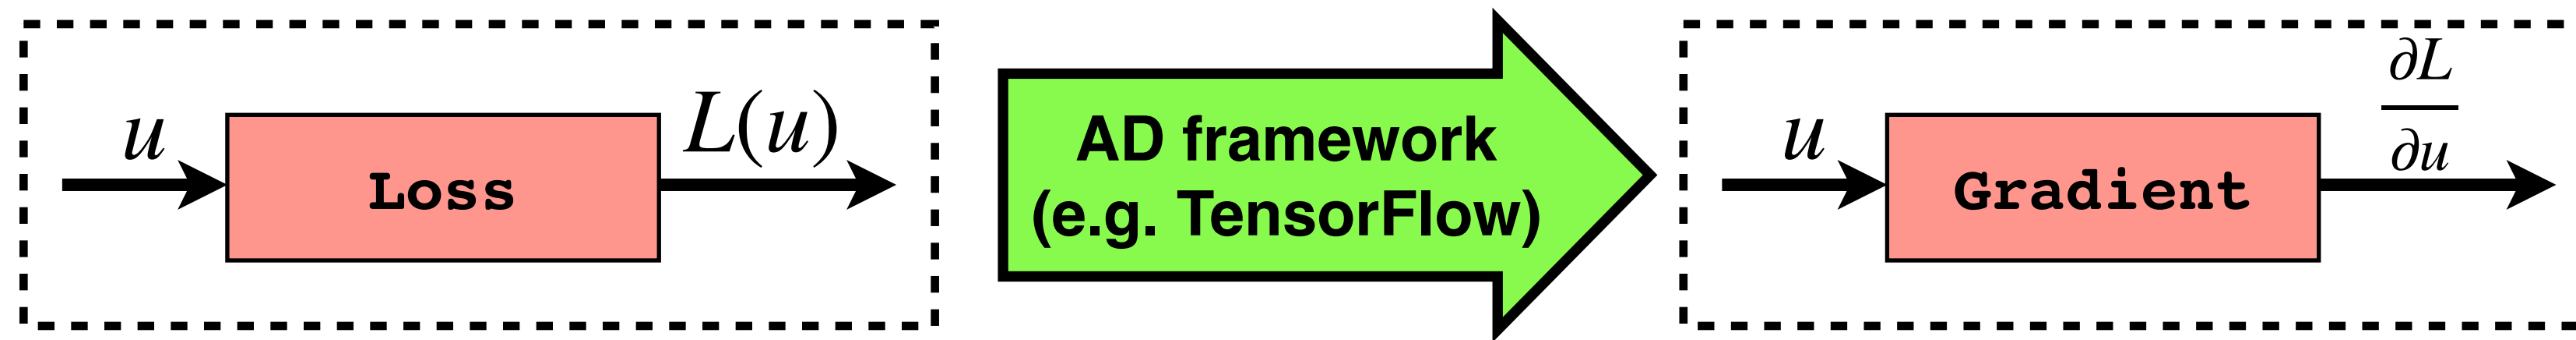 u
Loss
L(u)
AD framework
(e.g. TensorFlow)
u
Gradient
∂L
∂u